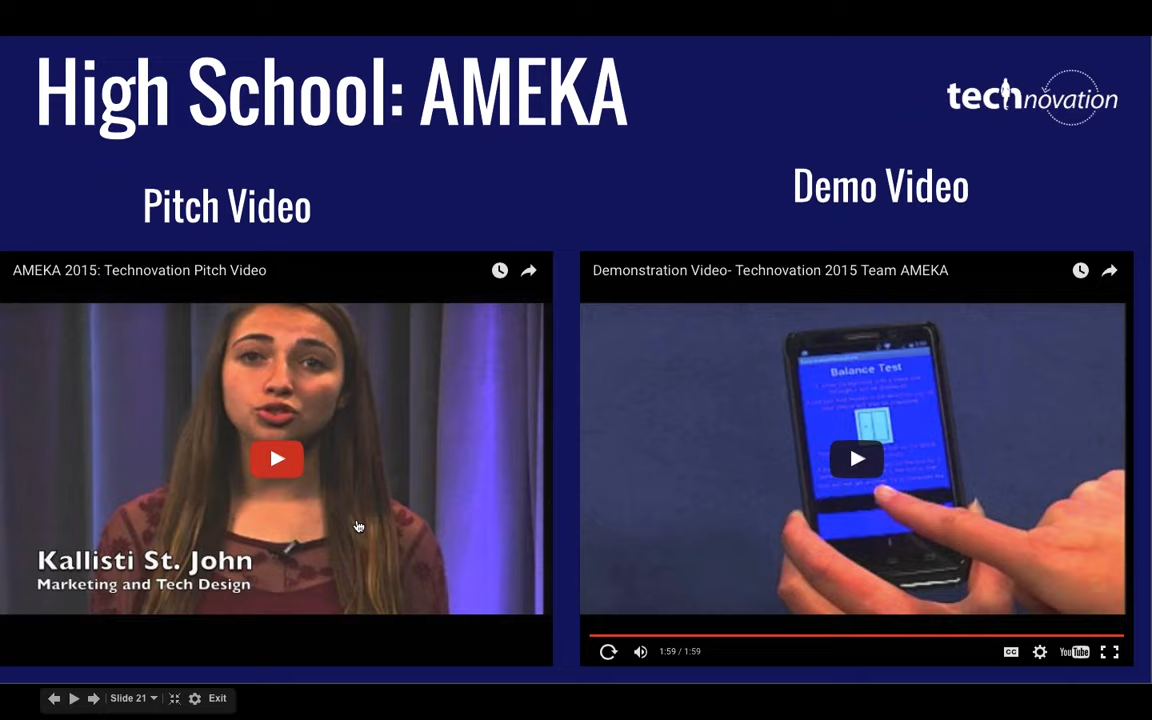 High School: AMEKA
technovation
Pitch Video
Demo Video
AMEKA 2015: Technovation Pitch Video
Demonstration Video- Technovation 2015 Team AMEKA
Balance Test
Kallisti St. John
Marketing and Tech Design
1:59 / 1:59
CC
YouTube
Slide 21
Exit